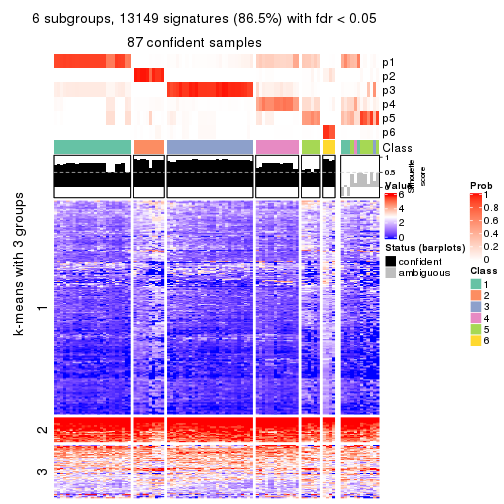 6 subgroups, 13149 signatures (86.5%) with fdr < 0.05
87 confident samples
p1
p2
p3
p4
p5
p6
Class
1
0.5
0
Silhouette
score
k-means with 3 groups
1
2
3
Value
6
4
2
0
Status (barplots)
confident
ambiguous
Prob
1
0.8
0.6
0.4
0.2
0
Class
1
2
3
4
5
6